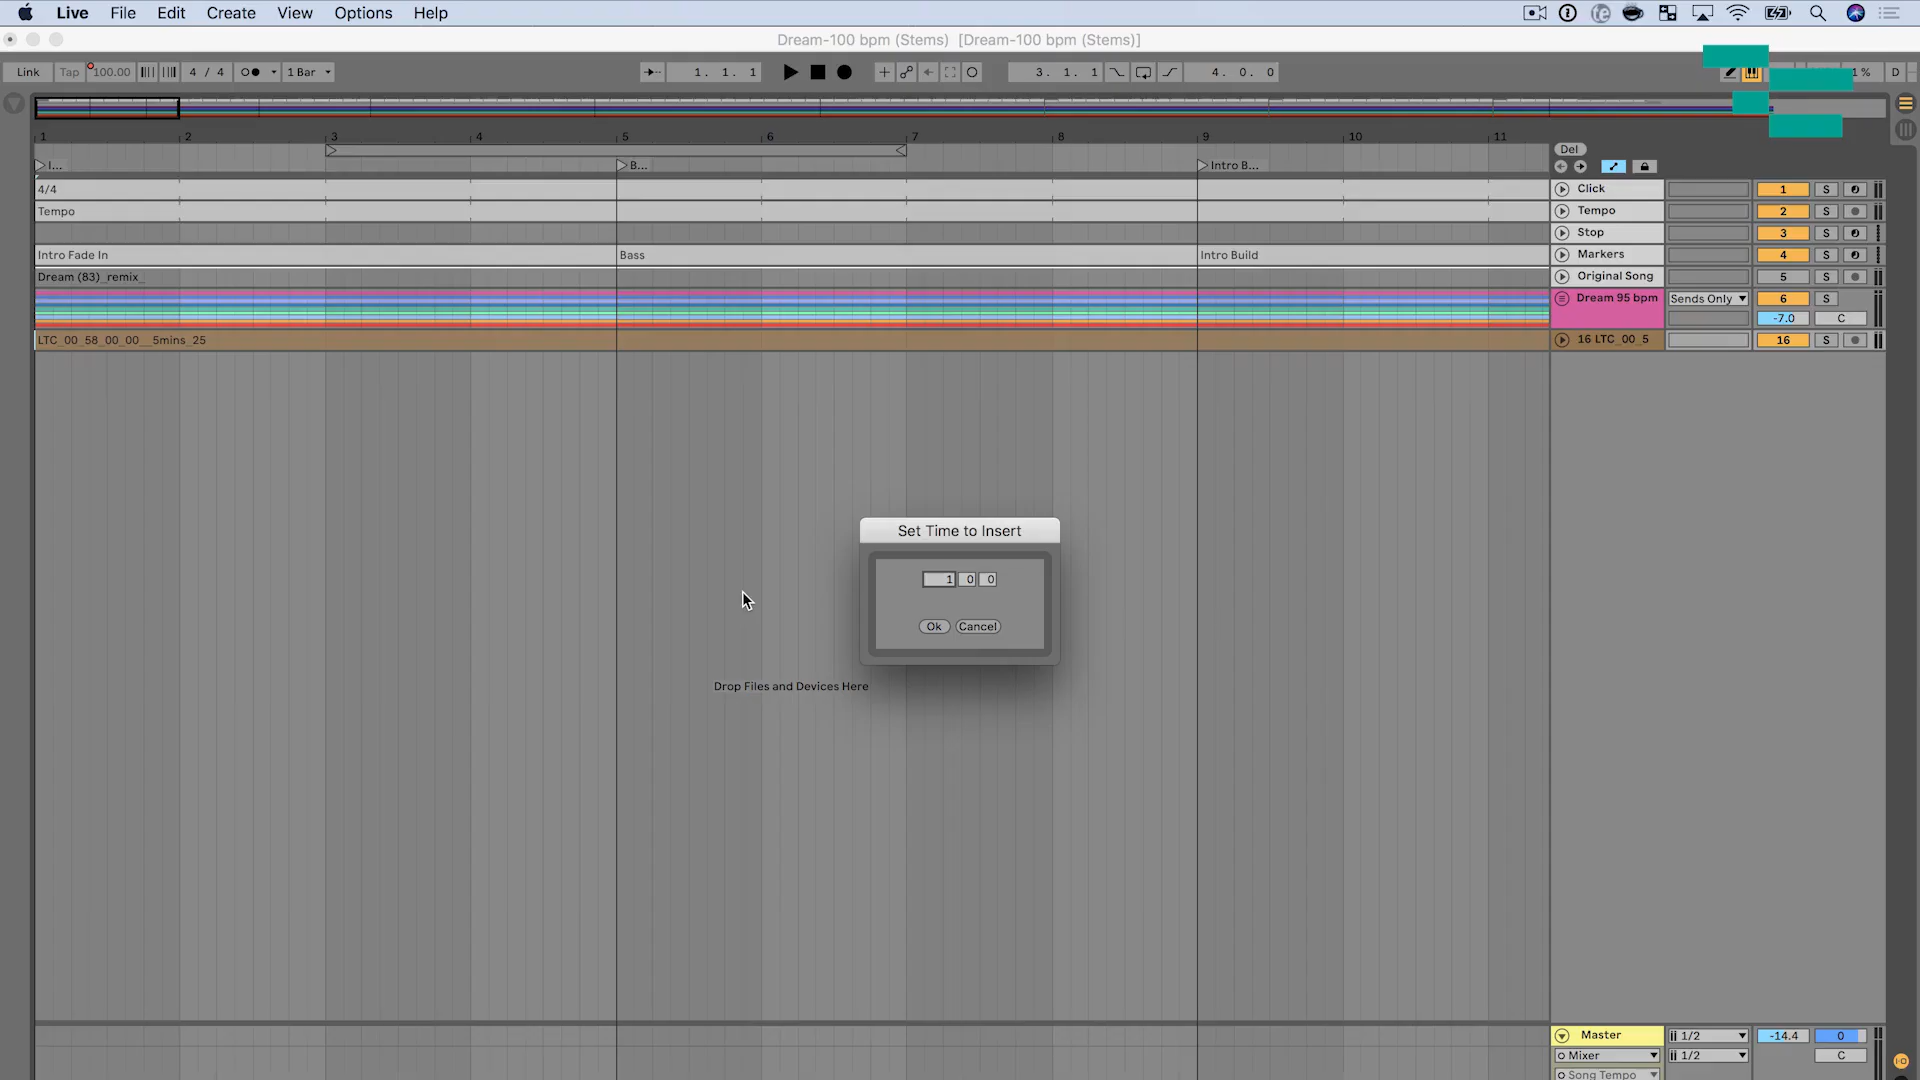 Live File Edit Create View Options Help
Dream-100 bpm (Stems) [Dream-100 bpm (Stems)]
Link Tap 100.00 4 / 4 1 Bar 1. 1. 1 3. 1. 1 4. 0. 0 1 % D
1 2 3 4 5 6 7 8 9 10 11
Del
I... B... Intro B...
4/4 Click 1 S
Tempo Tempo 2 S
Stop 3 S
Intro Fade In Bass Intro Build Markers 4 S
Dream (83)_remix_ Original Song 5 S
Dream 95 bpm Sends Only 6 S
-7.0 C
LTC_00_58_00_00__5mins_25 16 LTC_00_5 16 S
Set Time to Insert
1 0 0
Ok Cancel
Drop Files and Devices Here
Master 1/2 -14.4 0
Mixer 1/2 C
Song Tempo